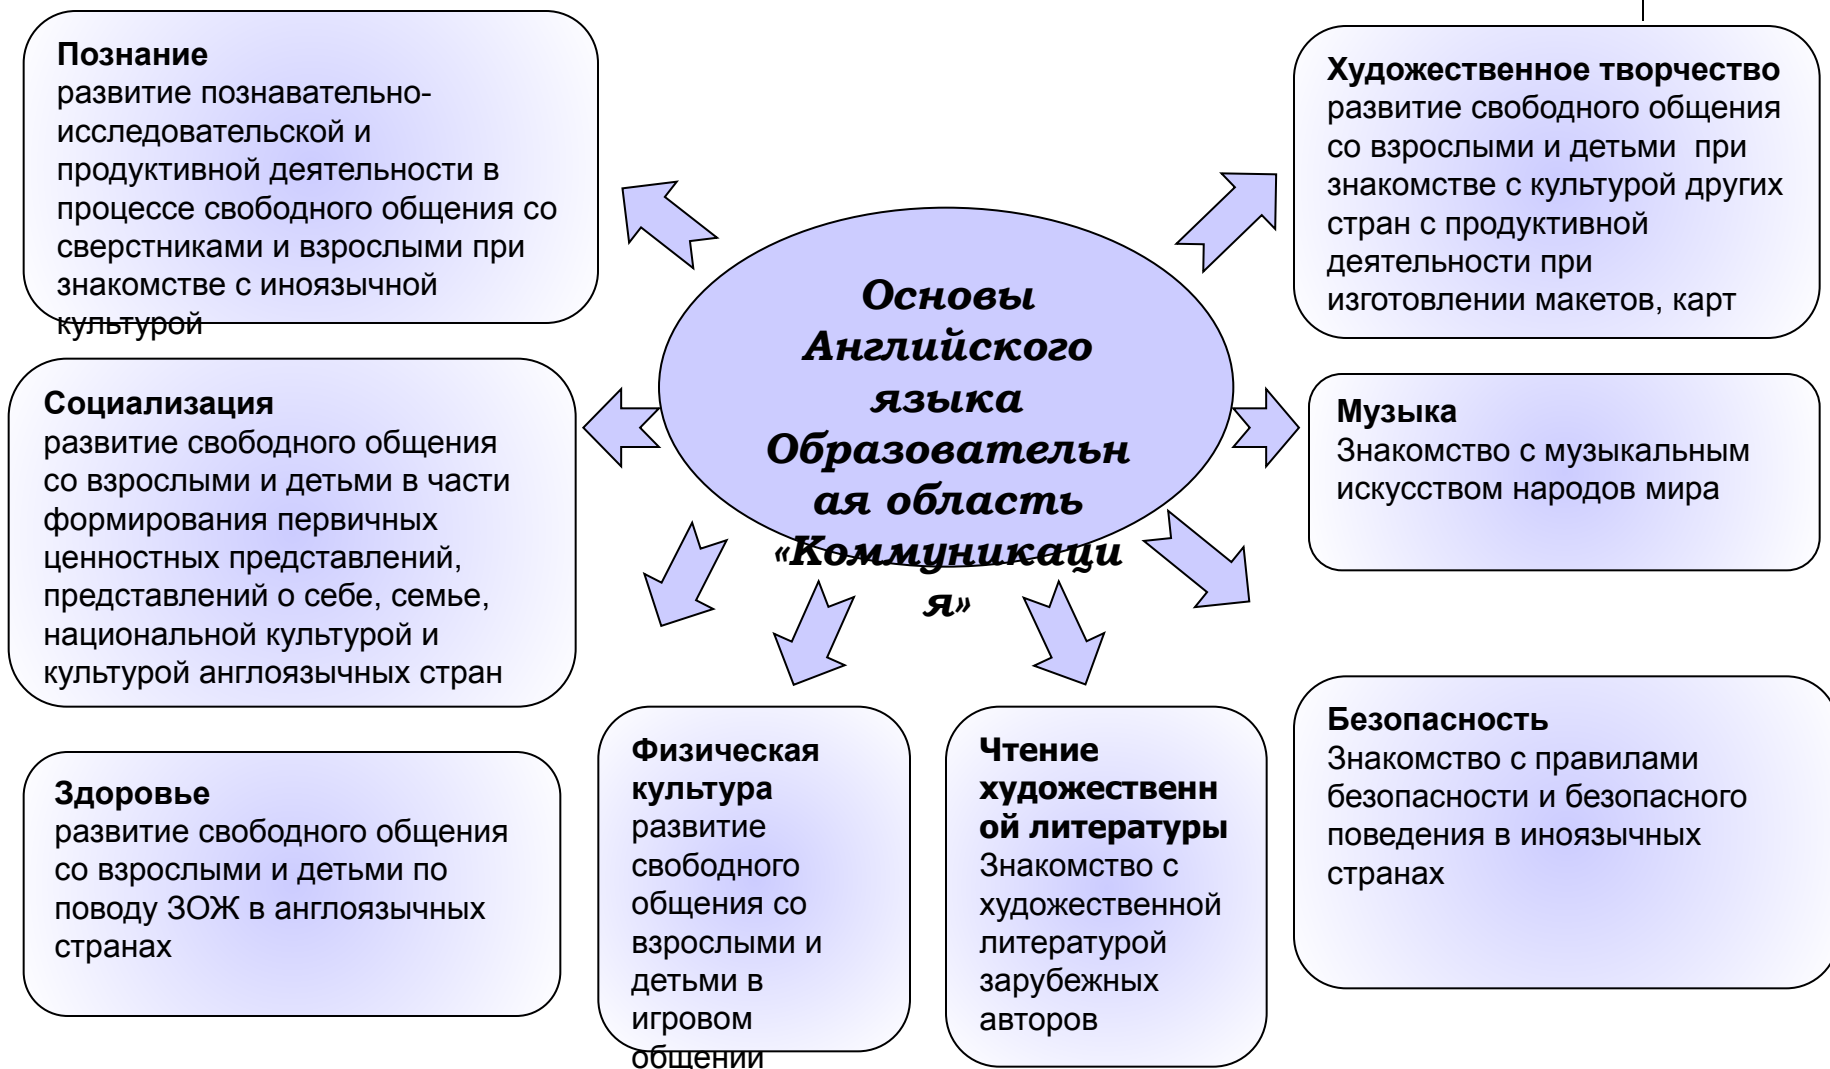 Познание
развитие познавательно-
исследовательской и
продуктивной деятельности в
процессе свободного общения со
сверстниками и взрослыми при
знакомстве с иноязычной
культурой
Художественное творчество
развитие свободного общения
со взрослыми и детьми при
знакомстве с культурой других
стран с продуктивной
деятельности при
изготовлении макетов, карт
Основы
Английского
языка
Образовательн
ая область
«Коммуникаци
я»
Социализация
развитие свободного общения
со взрослыми и детьми в части
формирования первичных
ценностных представлений,
представлений о себе, семье,
национальной культурой и
культурой англоязычных стран
Музыка
Знакомство с музыкальным
искусством народов мира
Здоровье
развитие свободного общения
со взрослыми и детьми по
поводу ЗОЖ в англоязычных
странах
Физическая
культура
развитие
свободного
общения со
взрослыми и
детьми в
игровом
общении
Чтение
художественн
ой литературы
Знакомство с
художественной
литературой
зарубежных
авторов
Безопасность
Знакомство с правилами
безопасности и безопасного
поведения в иноязычных
странах